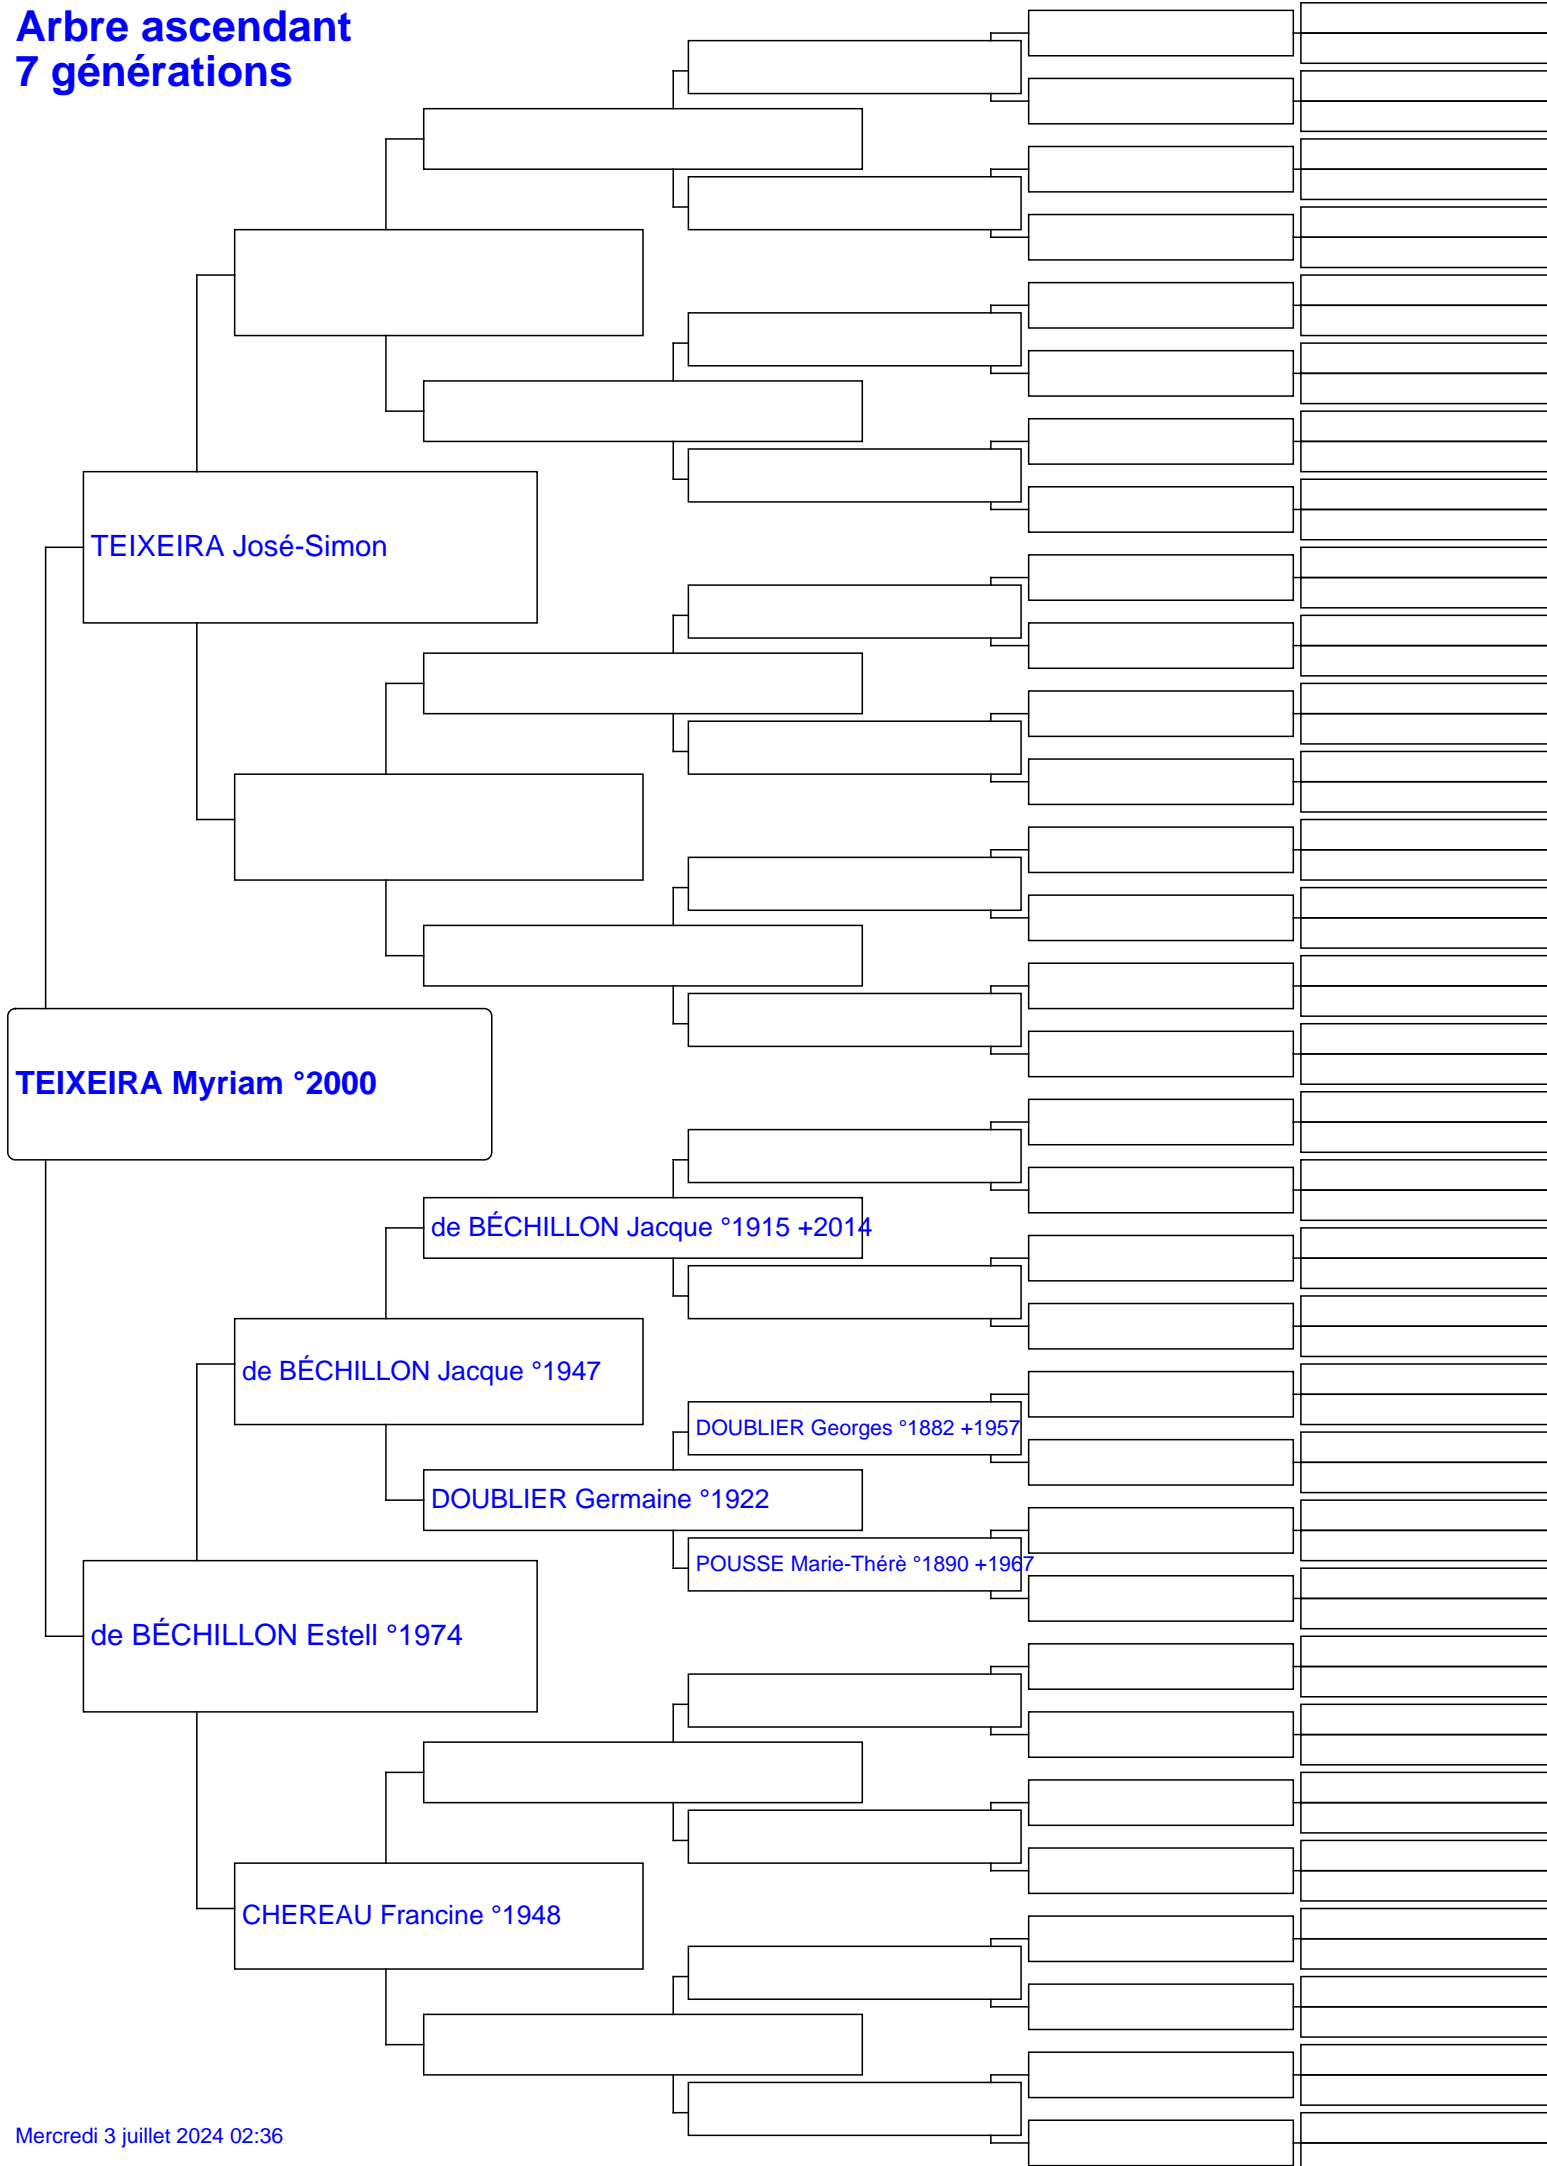 Arbre ascendant
7 générations
TEIXEIRA José-Simon
TEIXEIRA Myriam °2000
de BÉCHILLON Jacque °1915 +2014
de BÉCHILLON Jacque °1947
DOUBLIER Georges °1882 +1957
DOUBLIER Germaine °1922
POUSSE Marie-Thérè °1890 +1967
de BÉCHILLON Estell °1974
CHEREAU Francine °1948
Mercredi 3 juillet 2024 02:36